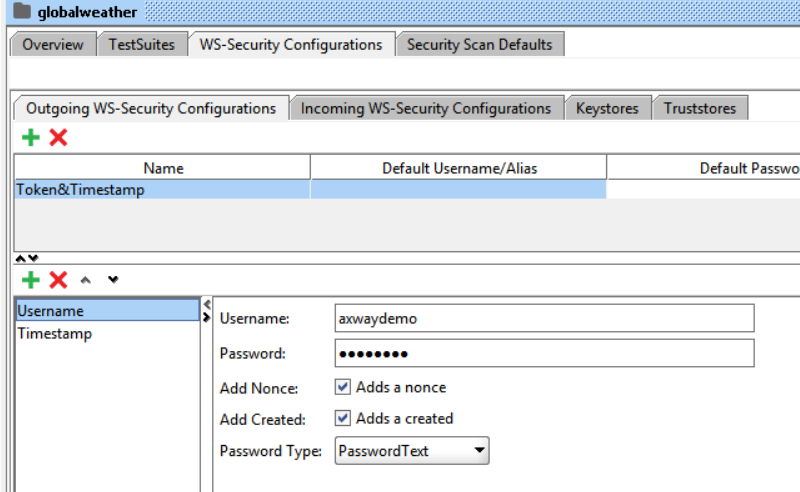 globalweather
Overview TestSuites WS-Security Configurations Security Scan Defaults
Outgoing WS-Security Configurations Incoming WS-Security Configurations Keystores Truststores
Name Default Username/Alias Default Passwo
Token&Timestamp
Username
Timestamp
Username: axwaydemo
Password: ●●●●●●●●
Add Nonce: Adds a nonce
Add Created: Adds a created
Password Type: PasswordText